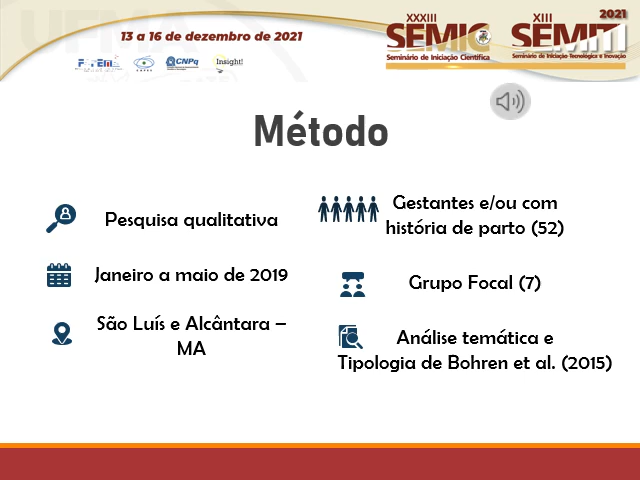 UFMA
13 a 16 de dezembro de 2021
CNPq
Insight!
XXXIII
SEMIC
Seminário de Iniciação Científica
XIII
2021
SEMITI
Seminário de Iniciação Tecnológica e Inovação
Método
Pesquisa qualitativa
Janeiro a maio de 2019
São Luís e Alcântara –
MA
Gestantes e/ou com
história de parto (52)
Grupo Focal (7)
Análise temática e
Tipologia de Bohren et al. (2015)